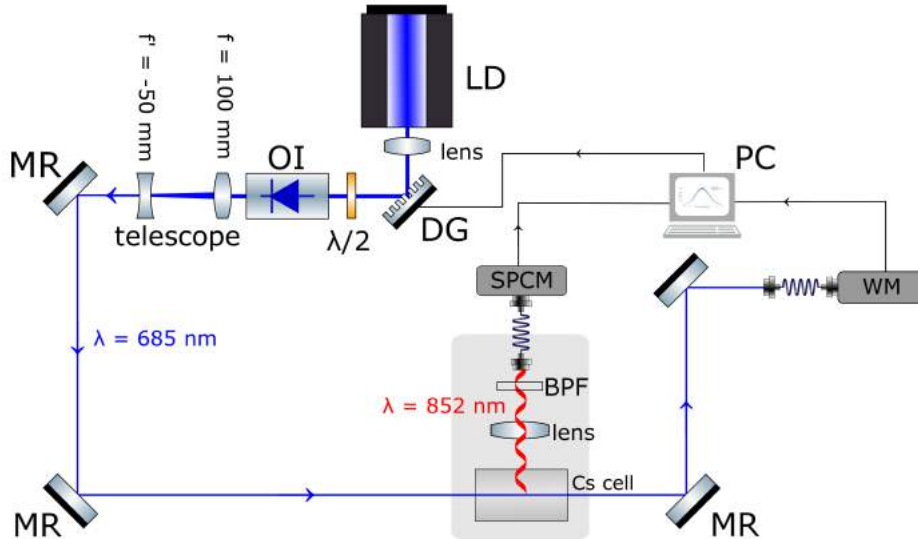 f' = -50 mm
f = 100 mm
LD
MR
OI
lens
PC
telescope
λ/2
DG
SPCM
WM
λ = 685 nm
BPF
λ = 852 nm
lens
Cs cell
MR
MR